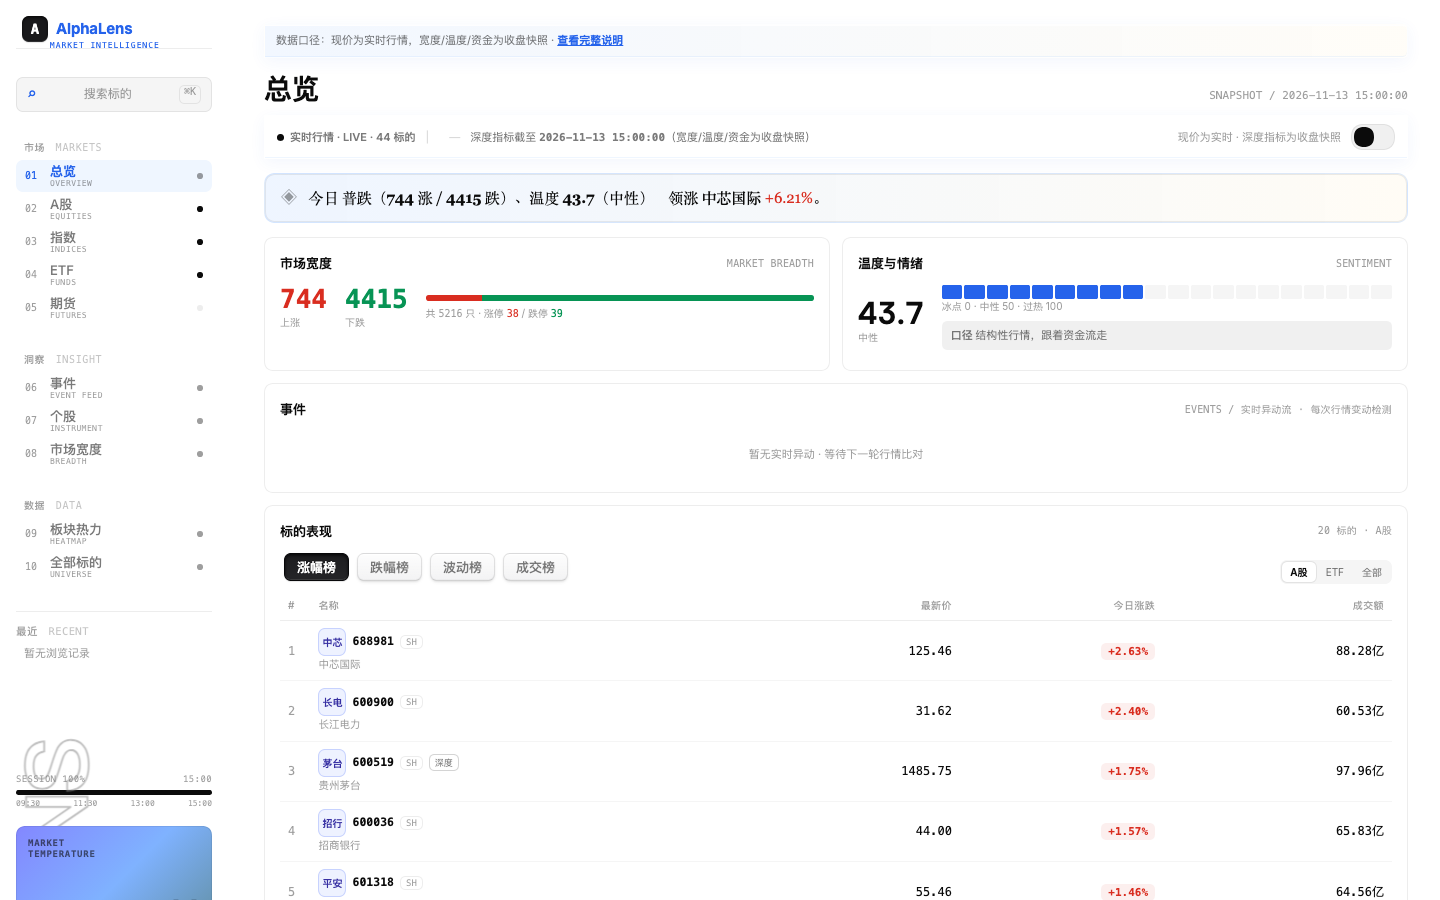 A AlphaLens
MARKET INTELLIGENCE
搜索标的 ⌘K
市场 MARKETS
01 总览
OVERVIEW
02 A股
EQUITIES
03 指数
INDICES
04 ETF
FUNDS
05 期货
FUTURES
洞察 INSIGHT
06 事件
EVENT FEED
07 个股
INSTRUMENT
08 市场宽度
BREADTH
数据 DATA
09 板块热力
HEATMAP
10 全部标的
UNIVERSE
最近 RECENT
暂无浏览记录
NS
SESSION 100% 15:00
09:30 11:30 13:00 15:00
MARKET
TEMPERATURE
数据口径：现价为实时行情，宽度/温度/资金为收盘快照 · 查看完整说明
总览
SNAPSHOT / 2026-11-13 15:00:00
实时行情 · LIVE · 44 标的 — 深度指标截至 2026-11-13 15:00:00（宽度/温度/资金为收盘快照）
现价为实时 · 深度指标为收盘快照
◈ 今日 普跌（744 涨 / 4415 跌）、温度 43.7（中性） 领涨 中芯国际 +6.21%。
市场宽度 MARKET BREADTH
744 4415
上涨 下跌
共 5216 只 · 涨停 38 / 跌停 39
温度与情绪 SENTIMENT
43.7
中性
冰点 0 · 中性 50 · 过热 100
口径 结构性行情，跟着资金流走
事件 EVENTS / 实时异动流 · 每次行情变动检测
暂无实时异动 · 等待下一轮行情比对
标的表现 20 标的 · A股
涨幅榜 跌幅榜 波动榜 成交榜
A股 ETF 全部
# 名称 最新价 今日涨跌 成交额
1 中芯 688981 SH 125.46 +2.63% 88.28亿
中芯国际
2 长电 600900 SH 31.62 +2.40% 60.53亿
长江电力
3 茅台 600519 SH 深度 1485.75 +1.75% 97.96亿
贵州茅台
4 招行 600036 SH 44.00 +1.57% 65.83亿
招商银行
5 平安 601318 SH 55.46 +1.46% 64.56亿